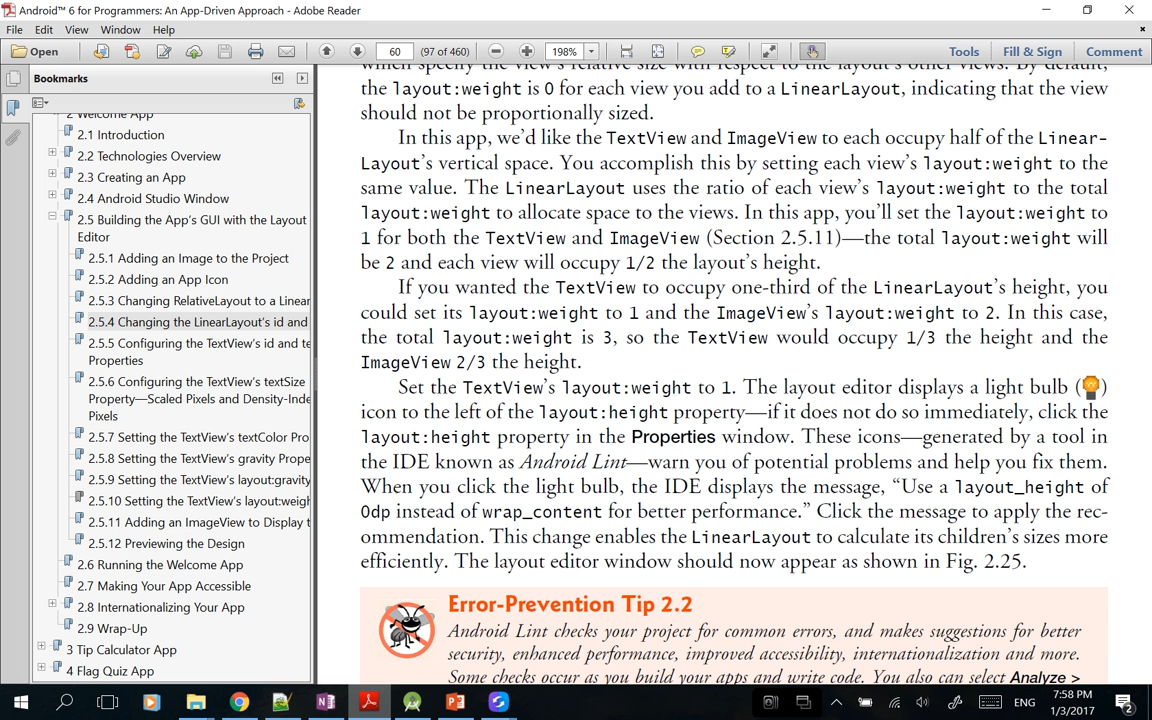 Android™ 6 for Programmers: An App-Driven Approach - Adobe Reader
File Edit View Window Help
Open 60 (97 of 460) 198% Tools Fill & Sign Comment
Bookmarks
2 Welcome App
2.1 Introduction
2.2 Technologies Overview
2.3 Creating an App
2.4 Android Studio Window
2.5 Building the App's GUI with the Layout
Editor
2.5.1 Adding an Image to the Project
2.5.2 Adding an App Icon
2.5.3 Changing RelativeLayout to a Linear
2.5.4 Changing the LinearLayout's id and
2.5.5 Configuring the TextView's id and te
Properties
2.5.6 Configuring the TextView's textSize
Property—Scaled Pixels and Density-Inde
Pixels
2.5.7 Setting the TextView's textColor Pro
2.5.8 Setting the TextView's gravity Prope
2.5.9 Setting the TextView's layout:gravity
2.5.10 Setting the TextView's layout:weigh
2.5.11 Adding an ImageView to Display t
2.5.12 Previewing the Design
2.6 Running the Welcome App
2.7 Making Your App Accessible
2.8 Internationalizing Your App
2.9 Wrap-Up
3 Tip Calculator App
4 Flag Quiz App
which specify the view's relative size with respect to the layout's other views. By default,
the layout:weight is 0 for each view you add to a LinearLayout, indicating that the view
should not be proportionally sized.
In this app, we'd like the TextView and ImageView to each occupy half of the Linear-
Layout's vertical space. You accomplish this by setting each view's layout:weight to the
same value. The LinearLayout uses the ratio of each view's layout:weight to the total
layout:weight to allocate space to the views. In this app, you'll set the layout:weight to
1 for both the TextView and ImageView (Section 2.5.11)—the total layout:weight will
be 2 and each view will occupy 1/2 the layout's height.
If you wanted the TextView to occupy one-third of the LinearLayout's height, you
could set its layout:weight to 1 and the ImageView's layout:weight to 2. In this case,
the total layout:weight is 3, so the TextView would occupy 1/3 the height and the
ImageView 2/3 the height.
Set the TextView's layout:weight to 1. The layout editor displays a light bulb ( )
icon to the left of the layout:height property—if it does not do so immediately, click the
layout:height property in the Properties window. These icons—generated by a tool in
the IDE known as Android Lint—warn you of potential problems and help you fix them.
When you click the light bulb, the IDE displays the message, “Use a layout_height of
0dp instead of wrap_content for better performance.” Click the message to apply the rec-
ommendation. This change enables the LinearLayout to calculate its children's sizes more
efficiently. The layout editor window should now appear as shown in Fig. 2.25.
Error-Prevention Tip 2.2
Android Lint checks your project for common errors, and makes suggestions for better
security, enhanced performance, improved accessibility, internationalization and more.
Some checks occur as you build your apps and write code. You also can select Analyze >
ENG 7:58 PM
1/3/2017
2